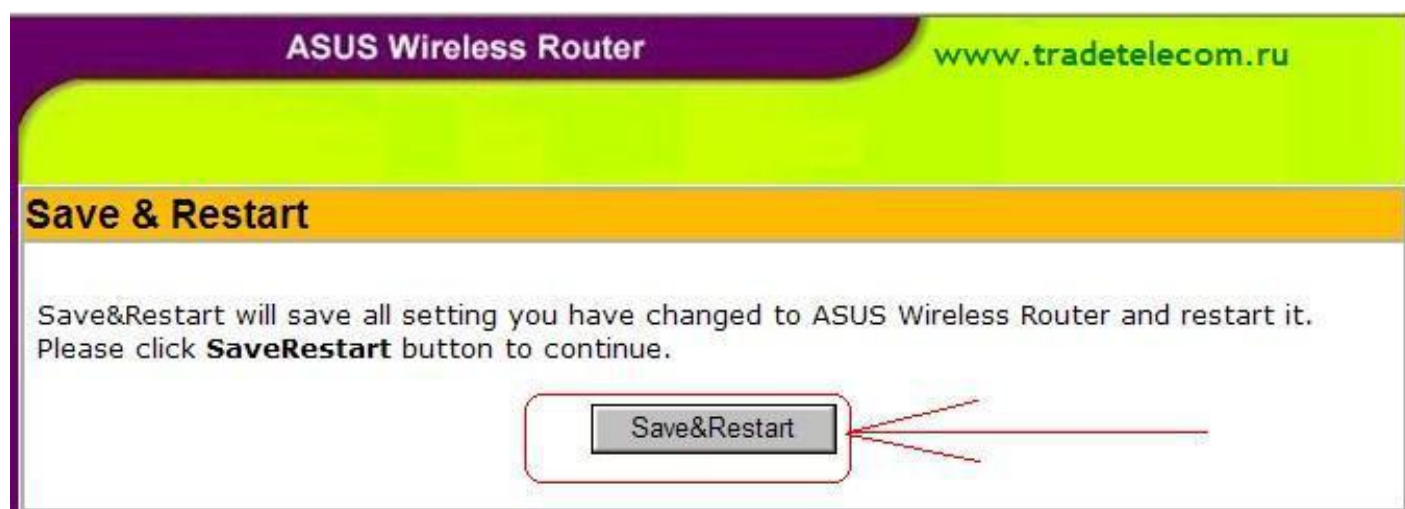 ASUS Wireless Router
www.tradetelecom.ru
Save & Restart
Save&Restart will save all setting you have changed to ASUS Wireless Router and restart it.
Please click SaveRestart button to continue.
Save&Restart